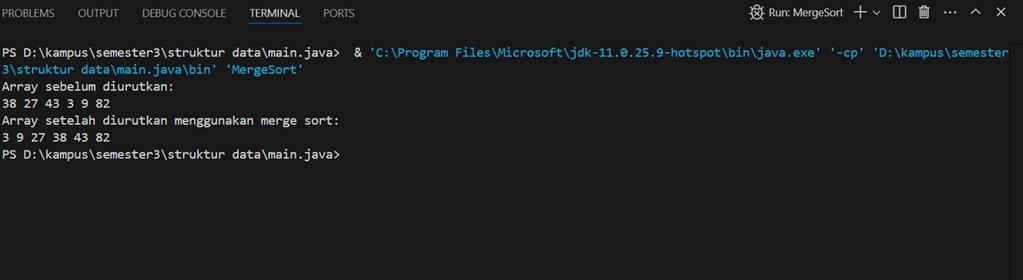 PROBLEMS OUTPUT DEBUG CONSOLE TERMINAL PORTS Run: MergeSort
PS D:\kampus\semester3\struktur data\main.java> & 'C:\Program Files\Microsoft\jdk-11.0.25.9-hotspot\bin\java.exe' '-cp' 'D:\kampus\semester
3\struktur data\main.java\bin' 'MergeSort'
Array sebelum diurutkan:
38 27 43 3 9 82
Array setelah diurutkan menggunakan merge sort:
3 9 27 38 43 82
PS D:\kampus\semester3\struktur data\main.java>